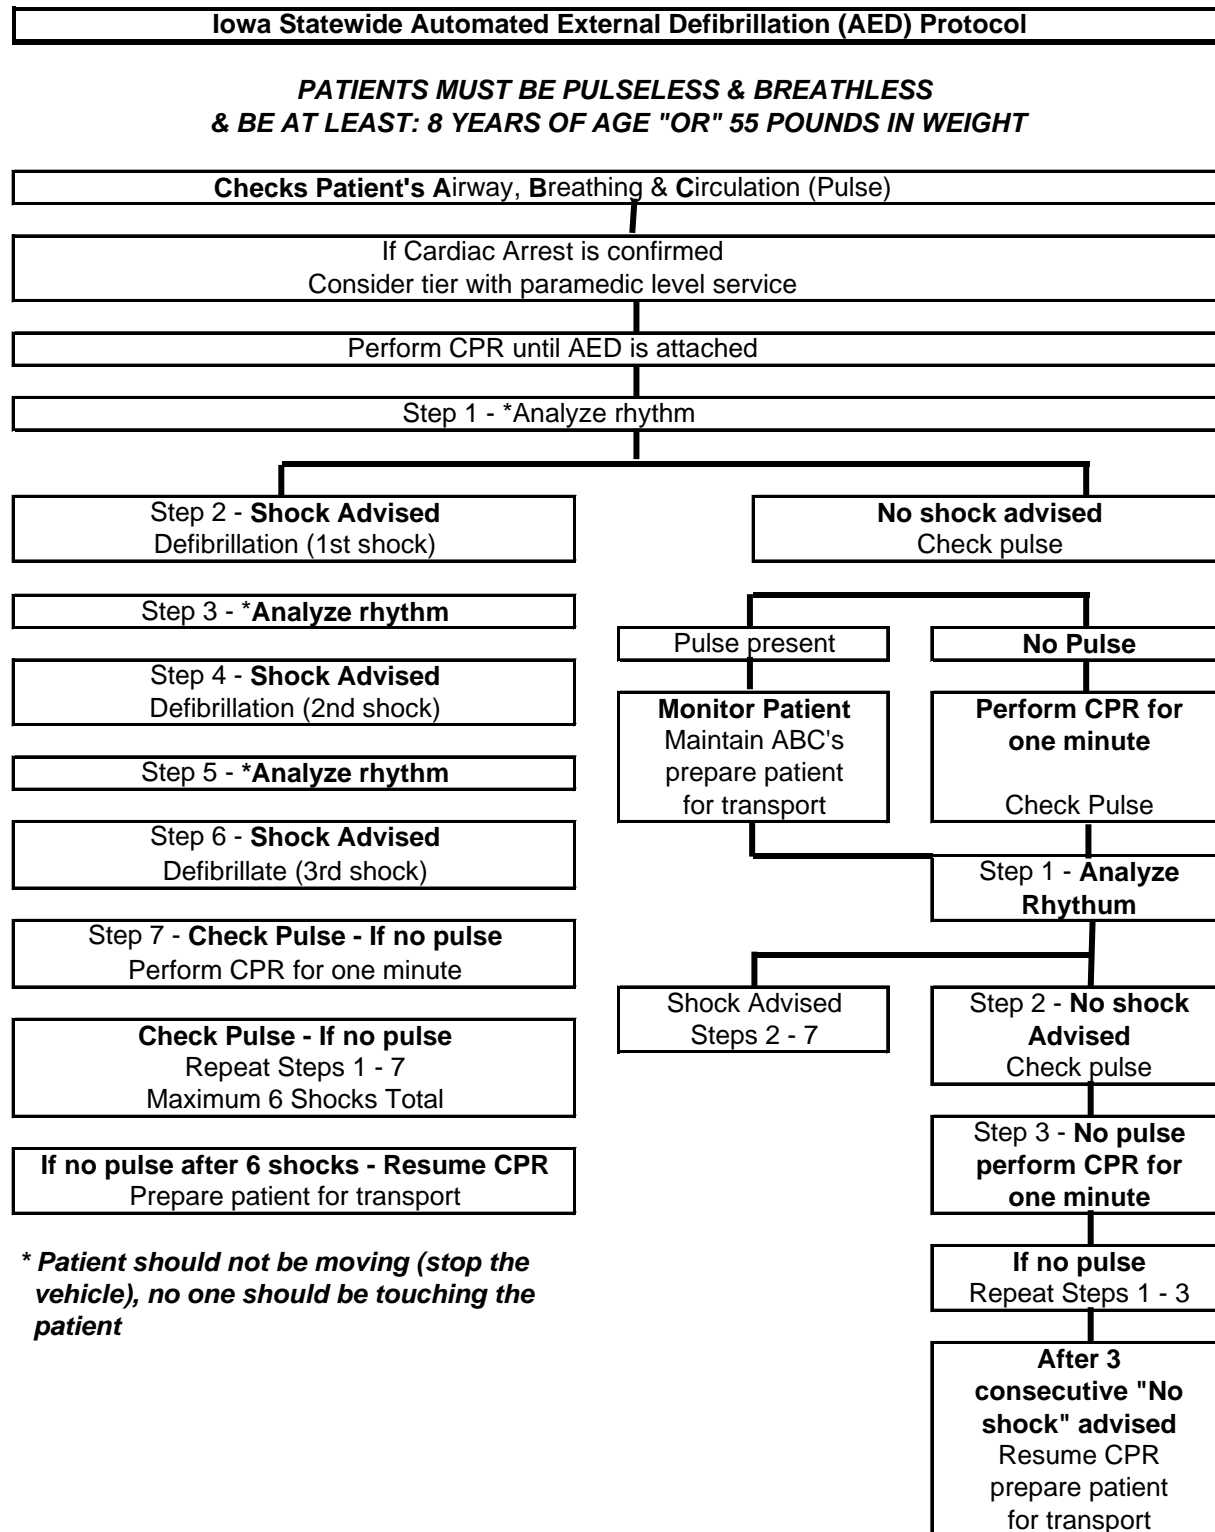 Iowa Statewide Automated External Defibrillation (AED) Protocol
PATIENTS MUST BE PULSELESS & BREATHLESS
& BE AT LEAST: 8 YEARS OF AGE "OR" 55 POUNDS IN WEIGHT
Checks Patient's Airway, Breathing & Circulation (Pulse)
If Cardiac Arrest is confirmed
Consider tier with paramedic level service
Perform CPR until AED is attached
Step 1 - *Analyze rhythm
Step 2 - Shock Advised
Defibrillation (1st shock)
Step 3 - *Analyze rhythm
Step 4 - Shock Advised
Defibrillation (2nd shock)
Step 5 - *Analyze rhythm
Step 6 - Shock Advised
Defibrillate (3rd shock)
Step 7 - Check Pulse - If no pulse
Perform CPR for one minute
Check Pulse - If no pulse
Repeat Steps 1 - 7
Maximum 6 Shocks Total
If no pulse after 6 shocks - Resume CPR
Prepare patient for transport
* Patient should not be moving (stop the
vehicle), no one should be touching the
patient
No shock advised
Check pulse
Pulse present
Monitor Patient
Maintain ABC's
prepare patient
for transport
No Pulse
Perform CPR for
one minute
Check Pulse
Step 1 - Analyze
Rhythum
Shock Advised
Steps 2 - 7
Step 2 - No shock
Advised
Check pulse
Step 3 - No pulse
perform CPR for
one minute
If no pulse
Repeat Steps 1 - 3
After 3
consecutive "No
shock" advised
Resume CPR
prepare patient
for transport